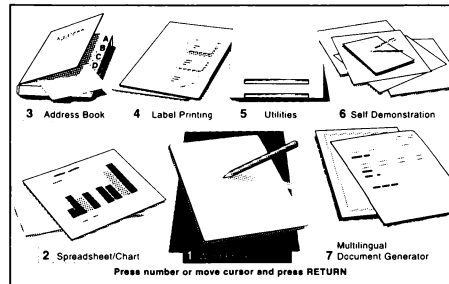 A
B
C
D
3 Address Book
4 Label Printing
5 Utilities
6 Self Demonstration
2 Spreadsheet/Chart
1
7 Multilingual
Document Generator
Press number or move cursor and press RETURN